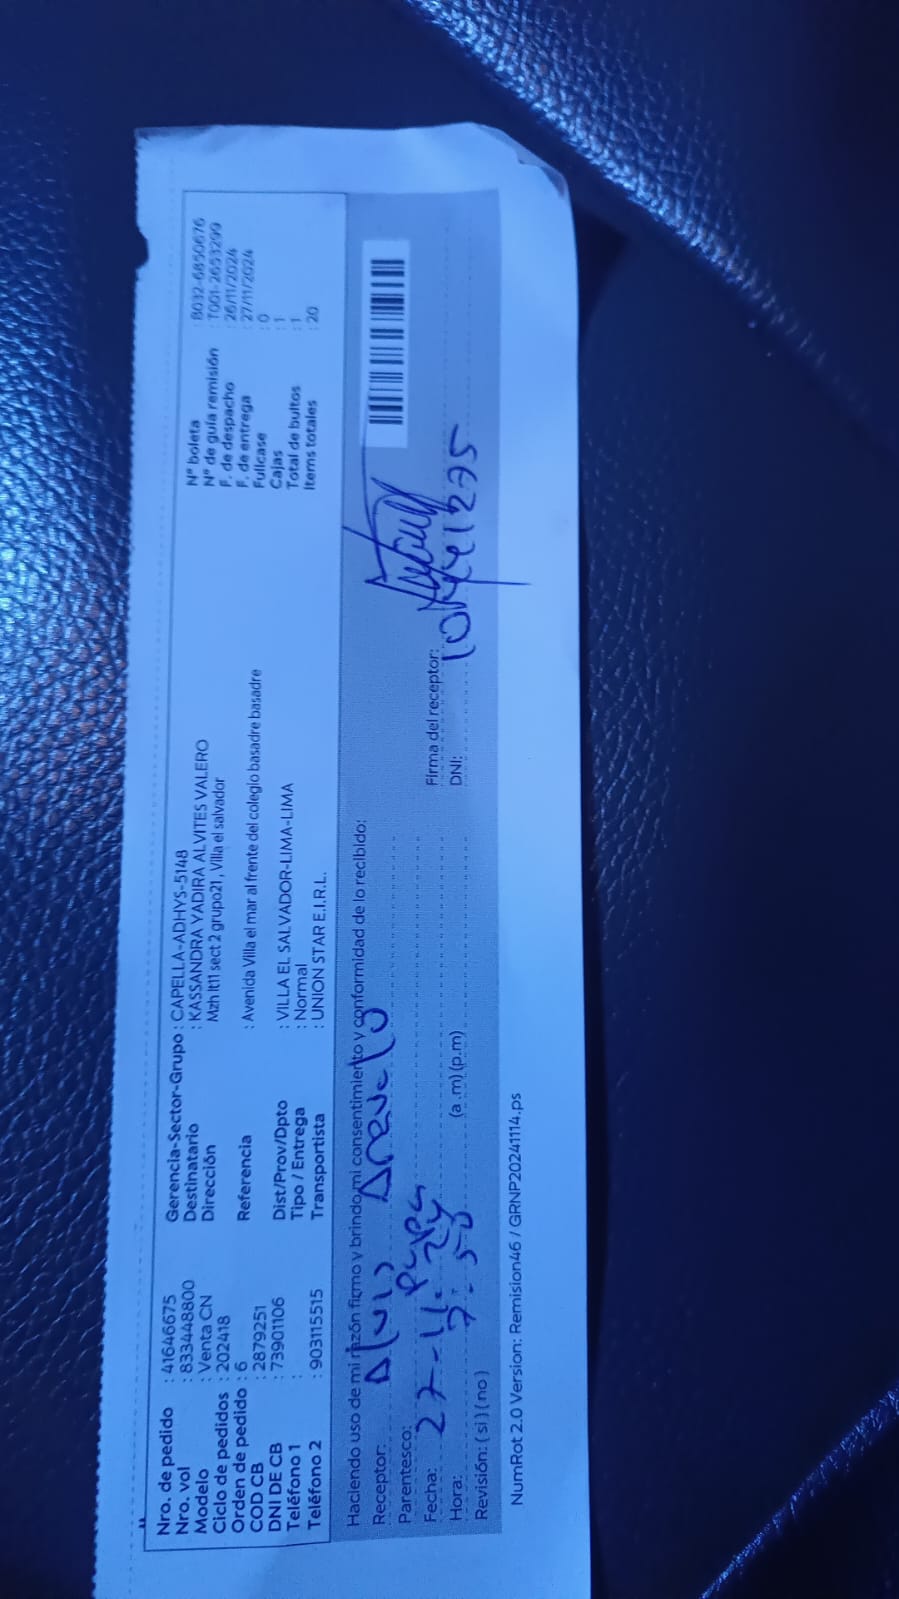 Nro. de pedido : 41646675
Nro. vol : 833448800
Modelo : Venta CN
Ciclo de pedidos : 202418
Orden de pedido : 6
COD CB : 2879251
DNI DE CB : 73901106
Teléfono 1 :
Teléfono 2 : 903115515
Gerencia-Sector-Grupo : CAPELLA-ADHYS-5148
Destinatario : KASSANDRA YADIRA ALVITES VALERO
Dirección Mzh lt11 sect 2 grupo21, Villa el salvador
Referencia : Avenida Villa el mar al frente del colegio basadre basadre
Dist/Prov/Dpto : VILLA EL SALVADOR-LIMA-LIMA
Tipo / Entrega : Normal
Transportista : UNION STAR E.I.R.L.
N° boleta : B032-6850676
N° de guía remisión : T001-2653299
F. de despacho : 26/11/2024
F. de entrega : 27/11/2024
Fullcase : 0
Cajas : 1
Total de bultos : 1
Items totales : 20
Haciendo uso de mi razón firmo y brindo mi consentimiento y conformidad de lo recibido:
Receptor:
Parentesco: papa
Fecha: 27-11-24
Hora: 7:50 (a .m) (p.m)
Revisión: ( si ) ( no )
Firma del receptor:
DNI:
NumRot 2.0 Version: Remision46 / GRNP20241114.ps